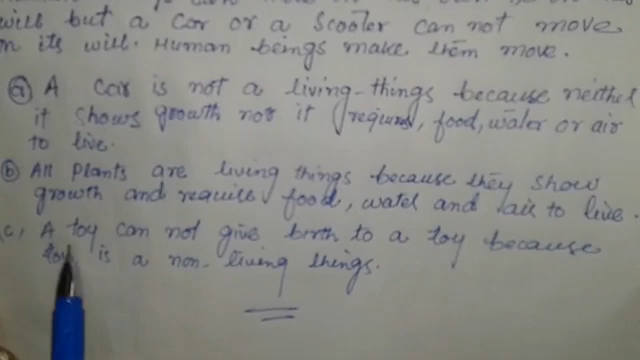 will but a Car or a Scooter can not move
on its will. Human beings make them move.
(a) A Car is not a living-things because neither
it shows growth nor it requires, food, water or air
to live.
(b) All Plants are living things because they show
growth and require food, water and air to live.
(c) A toy can not give birth to a toy because
is a non-living things.